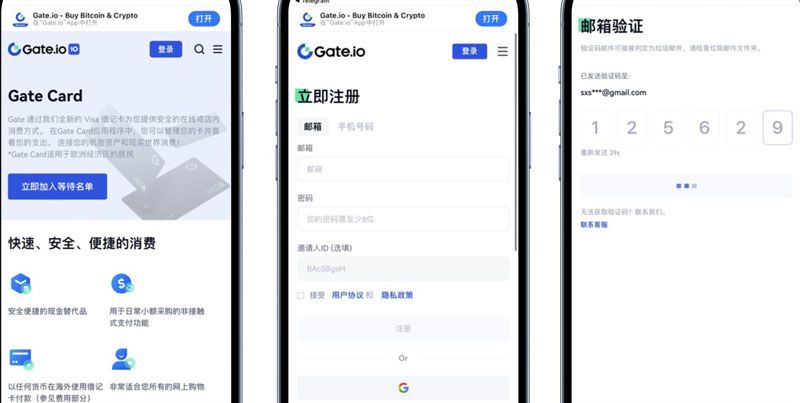 Gate.io - Buy Bitcoin & Crypto
在"Gate.io"App中打开
打开
Gate.io 10
登录
Gate Card
Gate 通过我们全新的 Visa 借记卡为您提供安全的在线或店内
消费方式。 在Gate Card应用程序中，您可以管理您的卡并查
看您的支出。 连接您的机密资产和现实世界消费!
*Gate Card适用于欧洲经济区的居民
立即加入等待名单
VISA
快速、安全、便捷的消费
安全便捷的现金替代品
用于日常小额采购的非接触
式支付功能
以任何货币在海外使用借记
卡付款（参见费用部分）
非常适合您所有的网上购物
Telegram
Gate.io - Buy Bitcoin & Crypto
在"Gate.io"App中打开
打开
Gate.io
登录
立即注册
邮箱 手机号码
邮箱
邮箱
密码
您的密码需至少8位
邀请人ID (选填)
BAcSBgsM
接受 用户协议 和 隐私政策
注册
Or
G
邮箱验证
验证码邮件可能被判定为垃圾邮件，请检查垃圾邮件文件夹。
已发送验证码至:
sxs***@gmail.com
1 2 5 6 2 9
重新发送 39s
无法获取验证码？联系我们。
联系客服